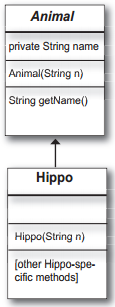 Animal
private String name
Animal(String n)
String getName()
Hippo
Hippo(String n)
[other Hippo-spe-
cific methods]